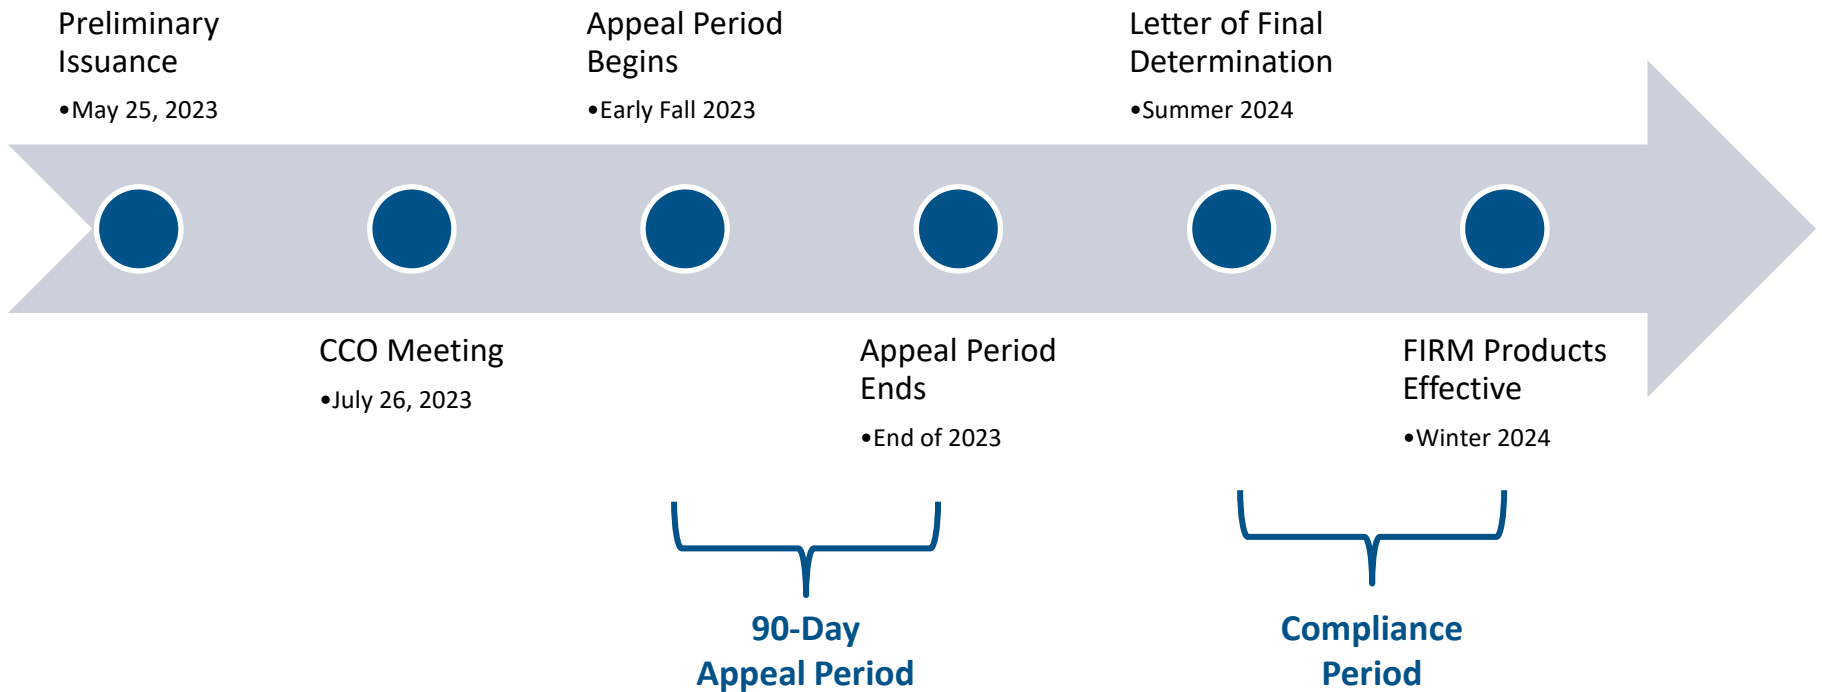 Preliminary
Issuance
•May 25, 2023
Appeal Period
Begins
•Early Fall 2023
Letter of Final
Determination
•Summer 2024
CCO Meeting
•July 26, 2023
Appeal Period
Ends
•End of 2023
FIRM Products
Effective
•Winter 2024
90-Day
Appeal Period
Compliance
Period